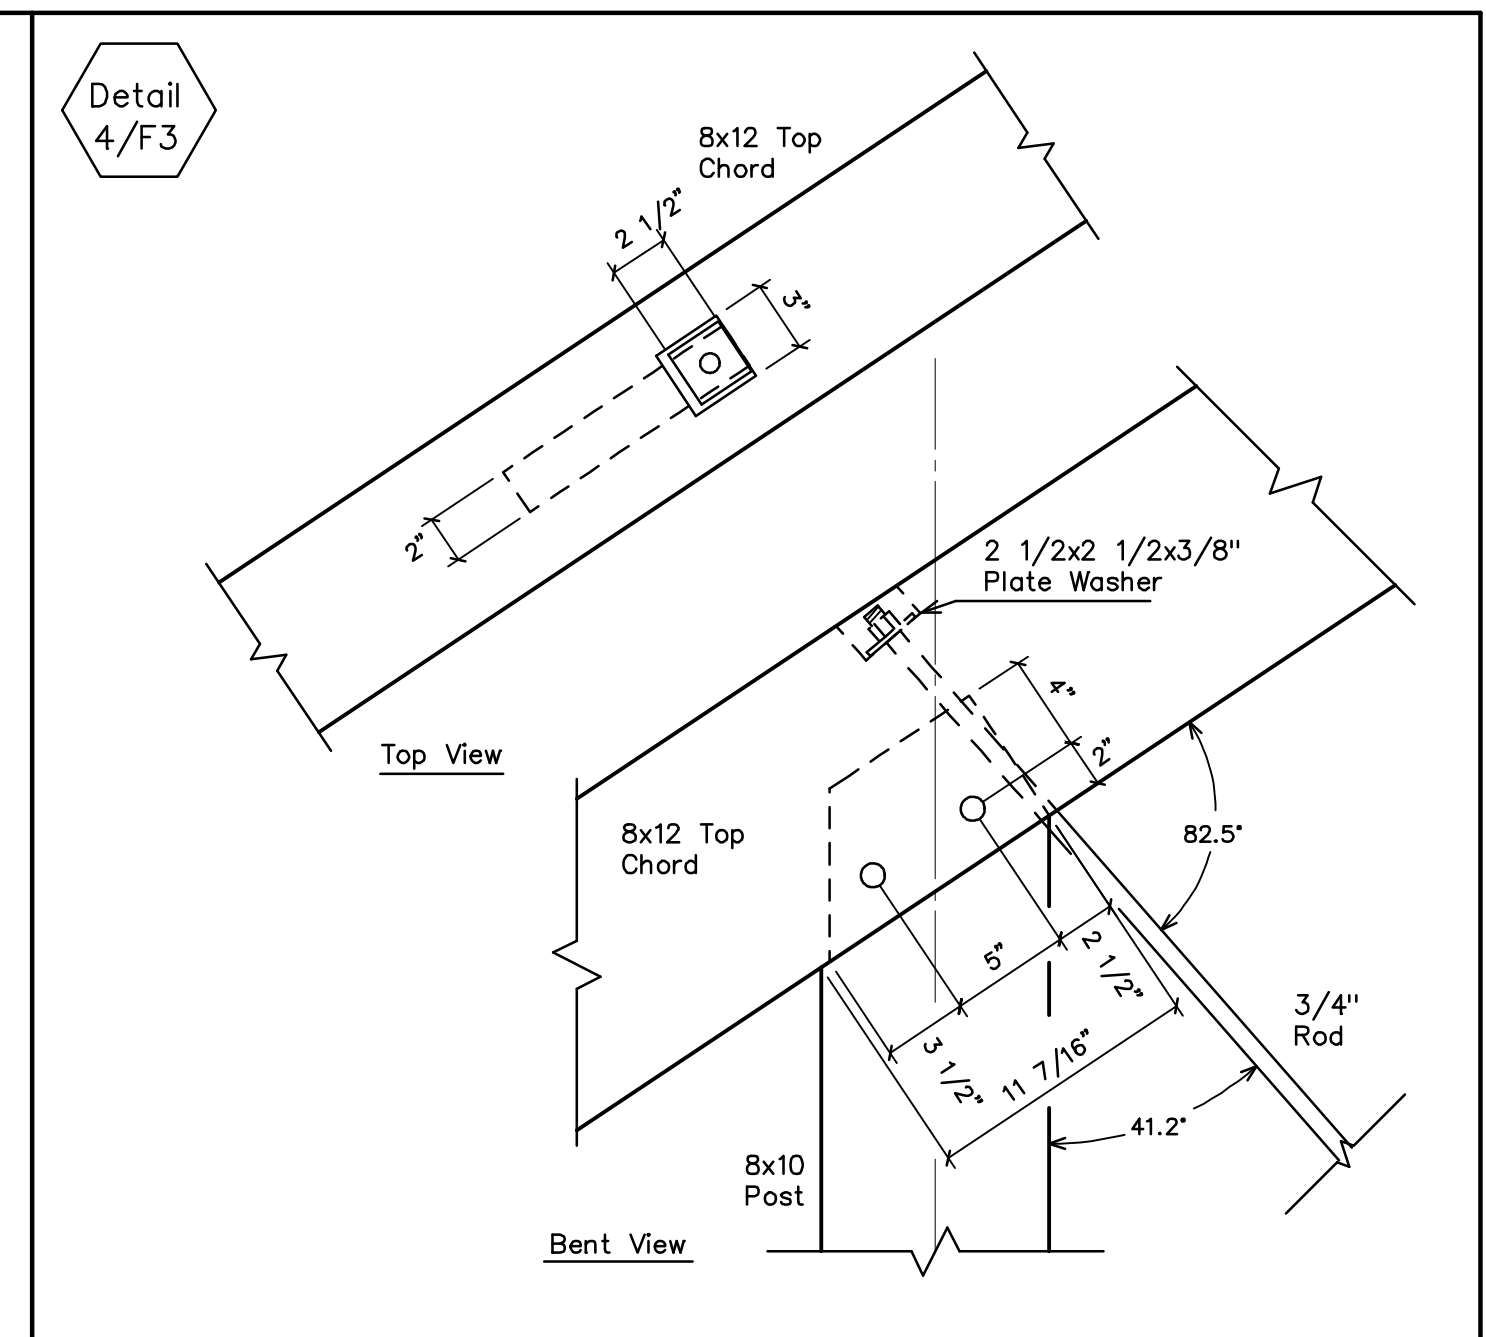 Detail
4/F3
8x12 Top
Chord
2 1/2"
3"
2"
Top View
2 1/2x2 1/2x3/8"
Plate Washer
4"
2"
82.5°
8x12 Top
Chord
5"
2 1/2"
3 1/2"
11 7/16"
3/4"
Rod
41.2°
8x10
Post
Bent View